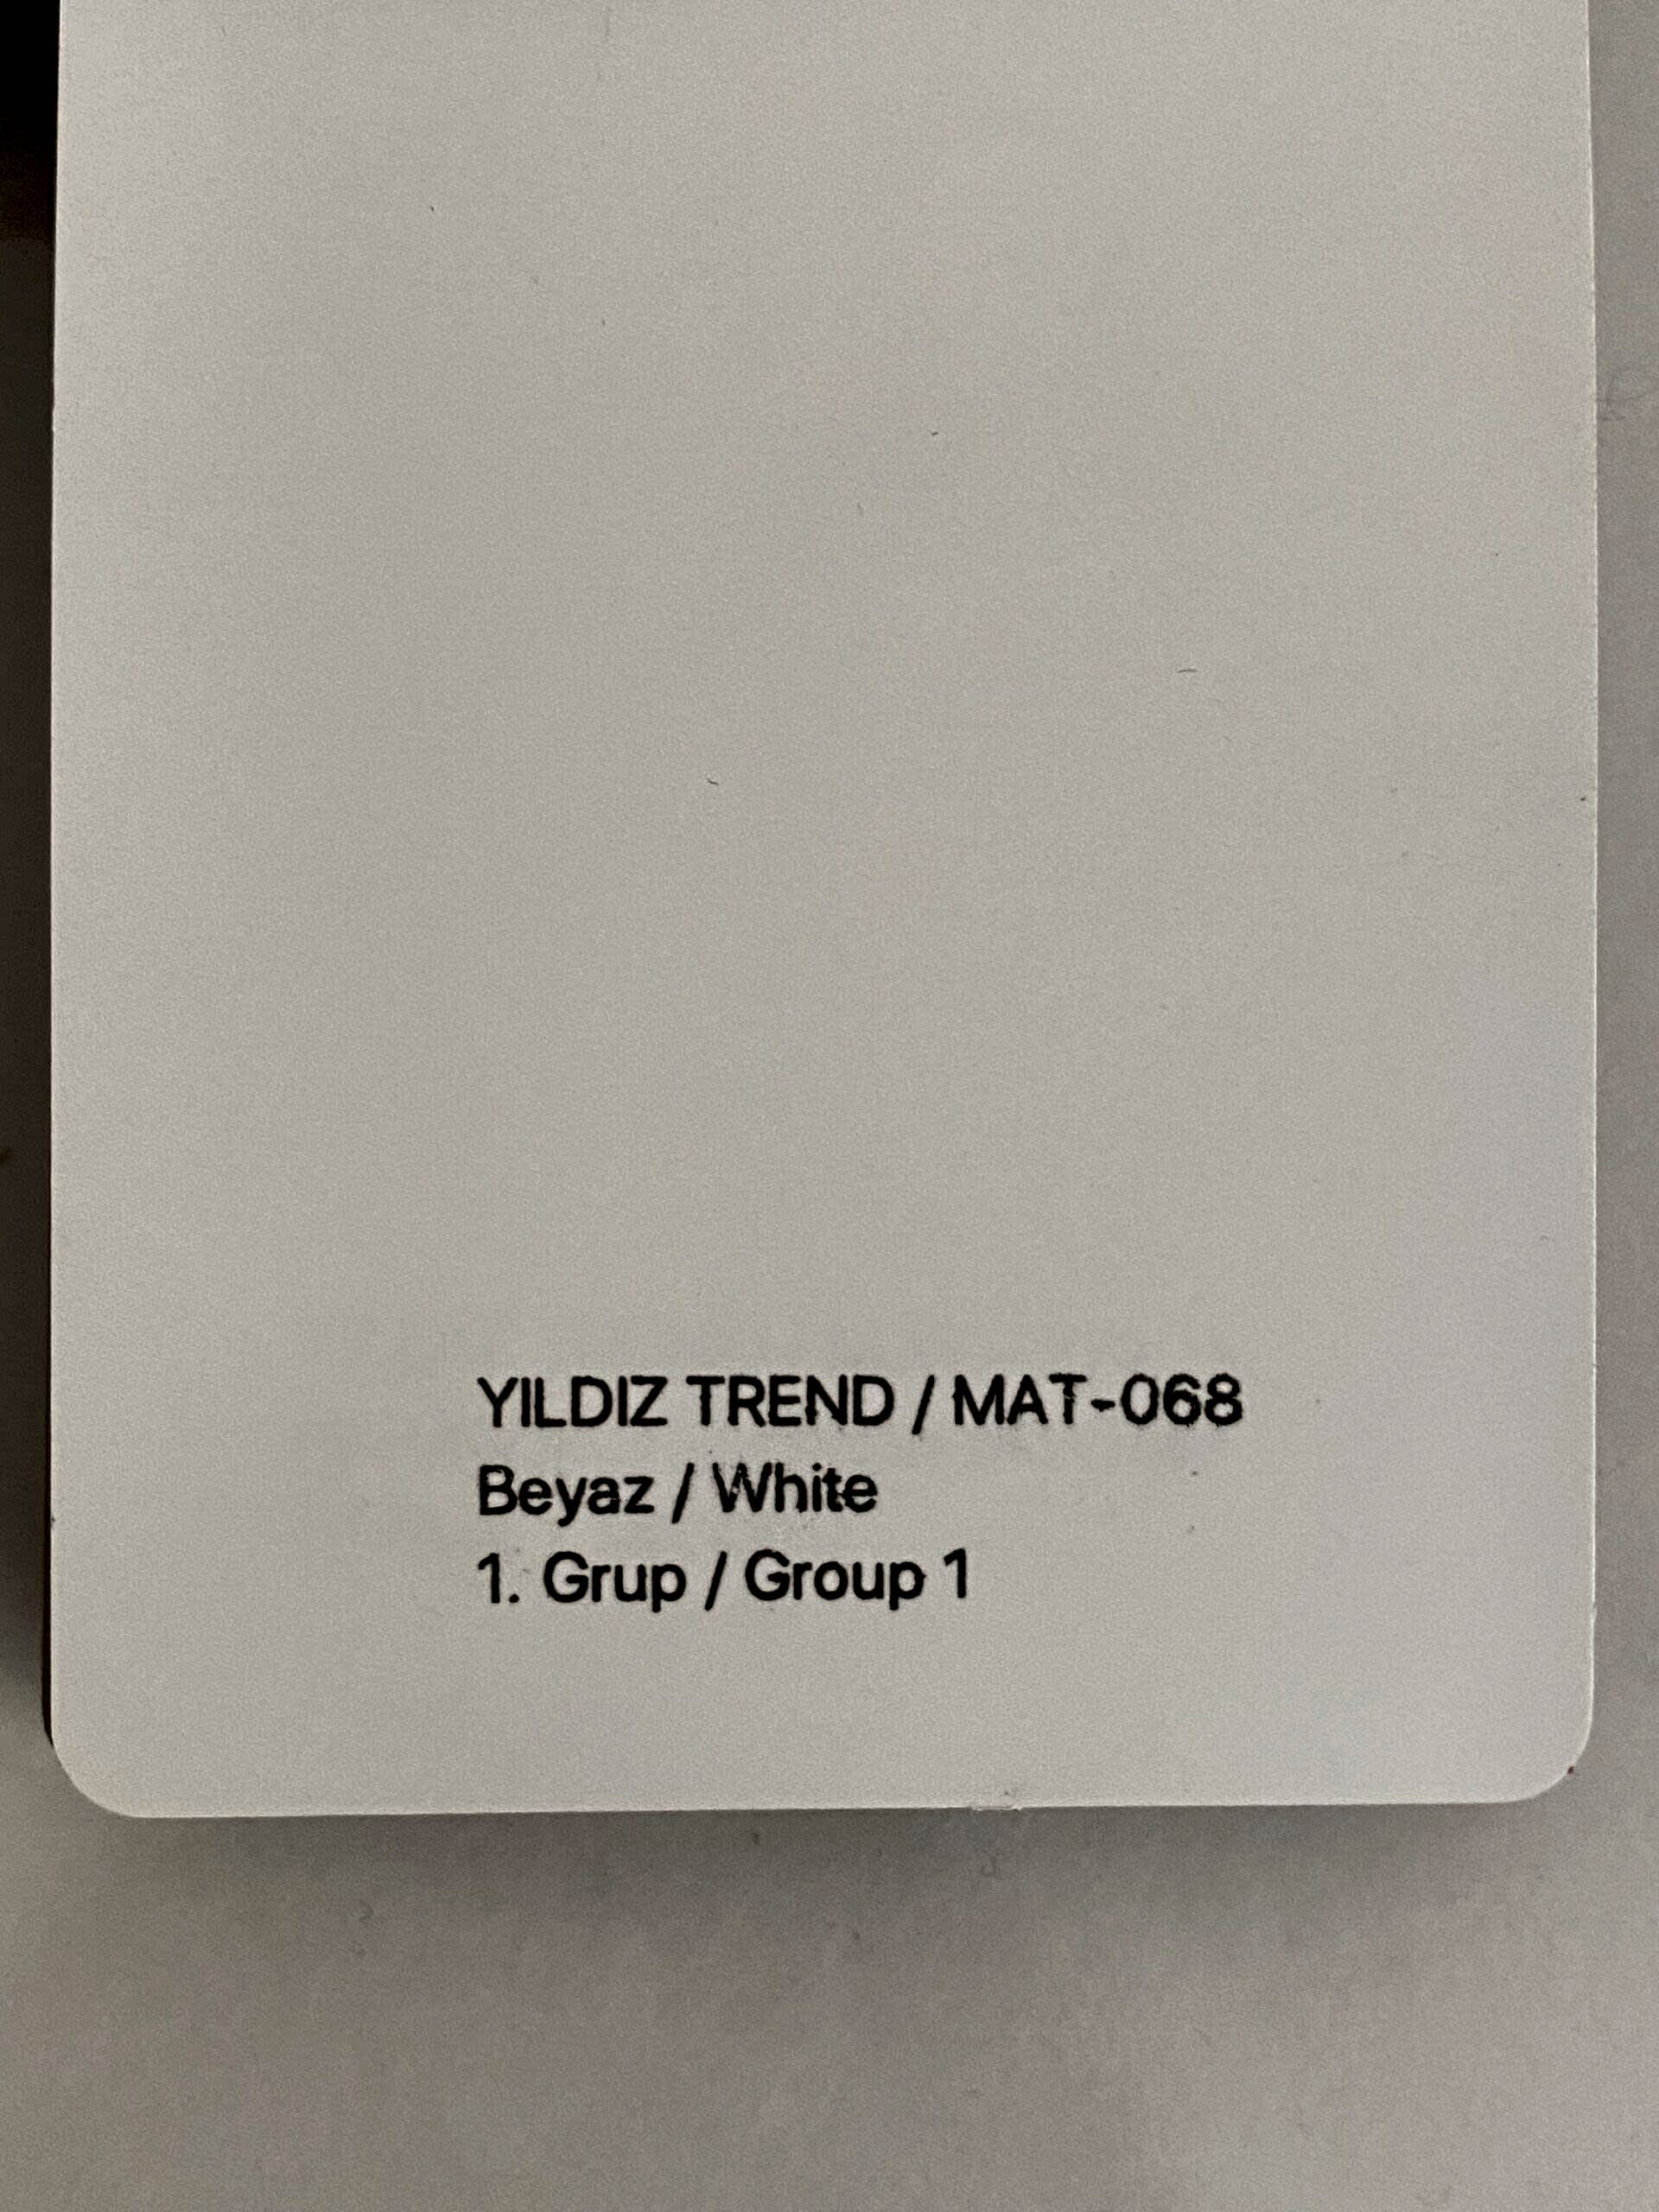 YILDIZ TREND / MAT-068
Beyaz / White
1. Grup / Group 1